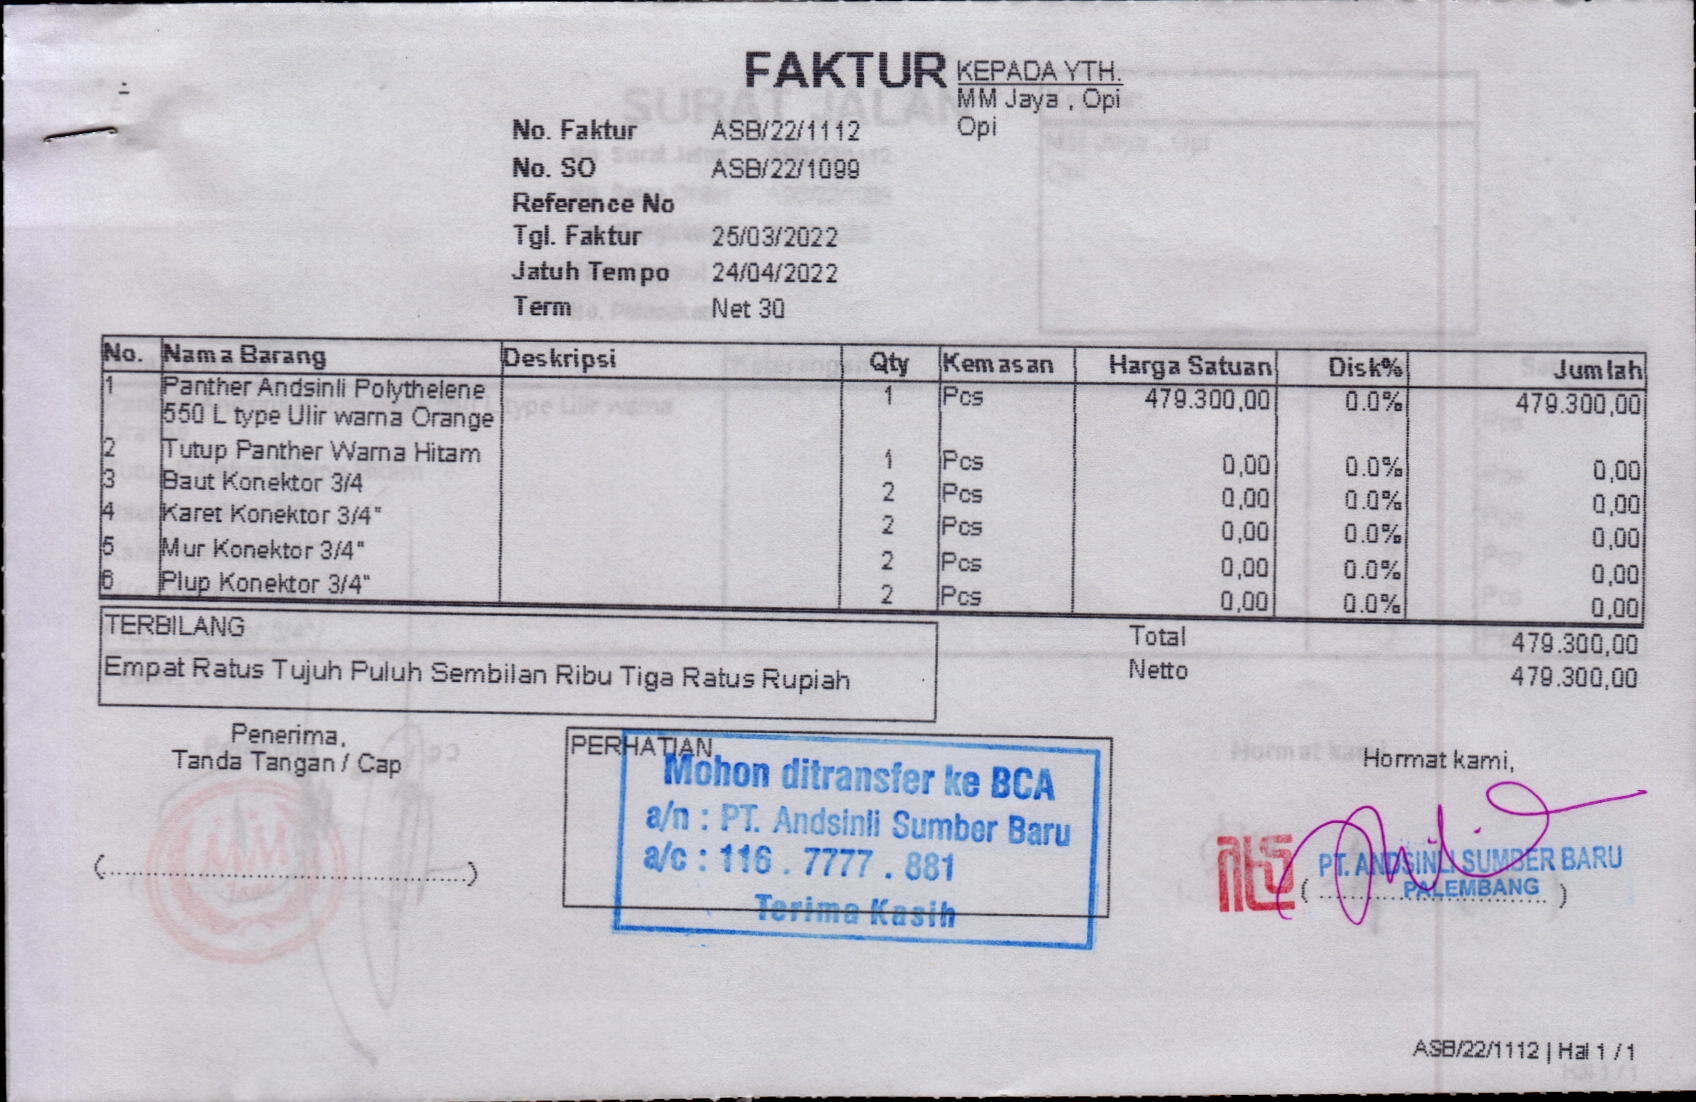 FAKTUR
KEPADA YTH.
MM Jaya , Opi
Opi
No. Faktur ASB/22/1112
No. SO ASB/22/1099
Reference No
Tgl. Faktur 25/03/2022
Jatuh Tempo 24/04/2022
Term Net 30
No. Nama Barang Deskripsi Qty Kemasan Harga Satuan Disk% Jumlah
1 Panther Andsinli Polythelene 1 Pcs 479.300,00 0.0% 479.300,00
550 L type Ulir warna Orange
2 Tutup Panther Warna Hitam 1 Pcs 0,00 0.0% 0,00
3 Baut Konektor 3/4 2 Pcs 0,00 0.0% 0,00
4 Karet Konektor 3/4" 2 Pcs 0,00 0.0% 0,00
5 Mur Konektor 3/4" 2 Pcs 0,00 0.0% 0,00
6 Plup Konektor 3/4" 2 Pcs 0,00 0.0% 0,00
TERBILANG
Empat Ratus Tujuh Puluh Sembilan Ribu Tiga Ratus Rupiah
Total 479.300,00
Netto 479.300,00
Penerima,
Tanda Tangan / Cap
(....................................................)
PERHATIAN
Mohon ditransfer ke BCA
a/n : PT. Andsinli Sumber Baru
a/c : 116 . 7777 . 881
Terima Kasih
Hormat kami,
PT. ANDSINLI SUMBER BARU
PALEMBANG
(..................................)
ASB/22/1112 | Hal 1 / 1